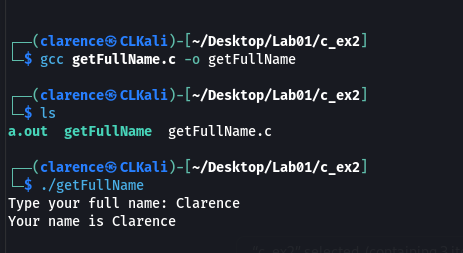 ┌──(clarence㉿CLKali)-[~/Desktop/Lab01/c_ex2]
└─$ gcc getFullName.c -o getFullName
┌──(clarence㉿CLKali)-[~/Desktop/Lab01/c_ex2]
└─$ ls
a.out  getFullName  getFullName.c
┌──(clarence㉿CLKali)-[~/Desktop/Lab01/c_ex2]
└─$ ./getFullName
Type your full name: Clarence
Your name is Clarence
"c_ex2" selected (containing 3